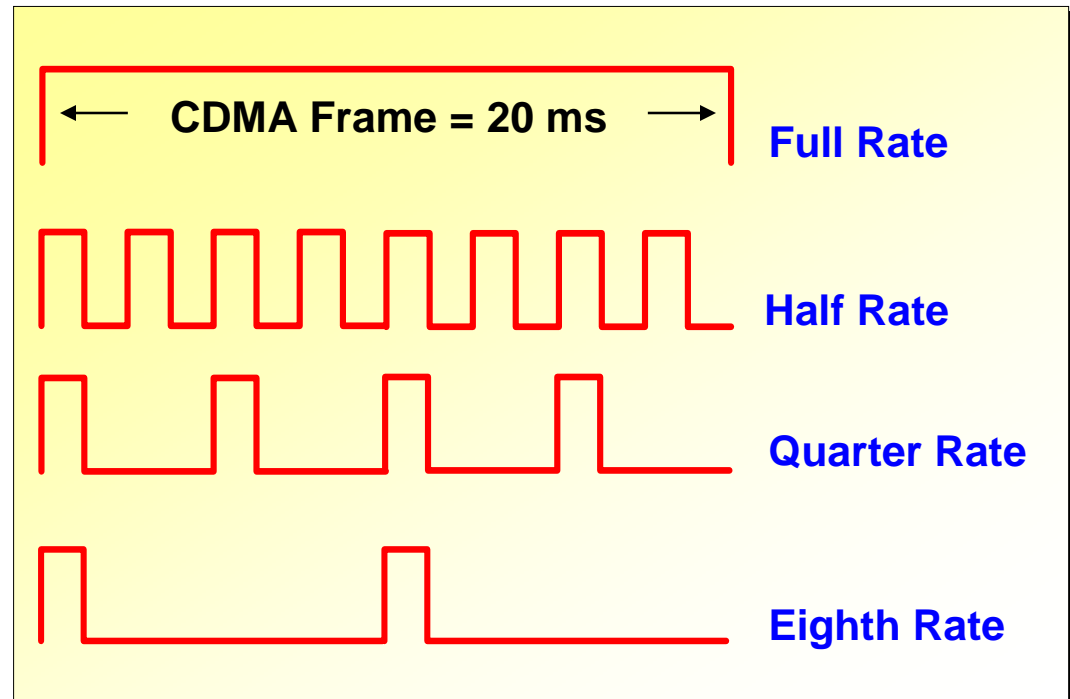 CDMA Frame = 20 ms
Full Rate
Half Rate
Quarter Rate
Eighth Rate